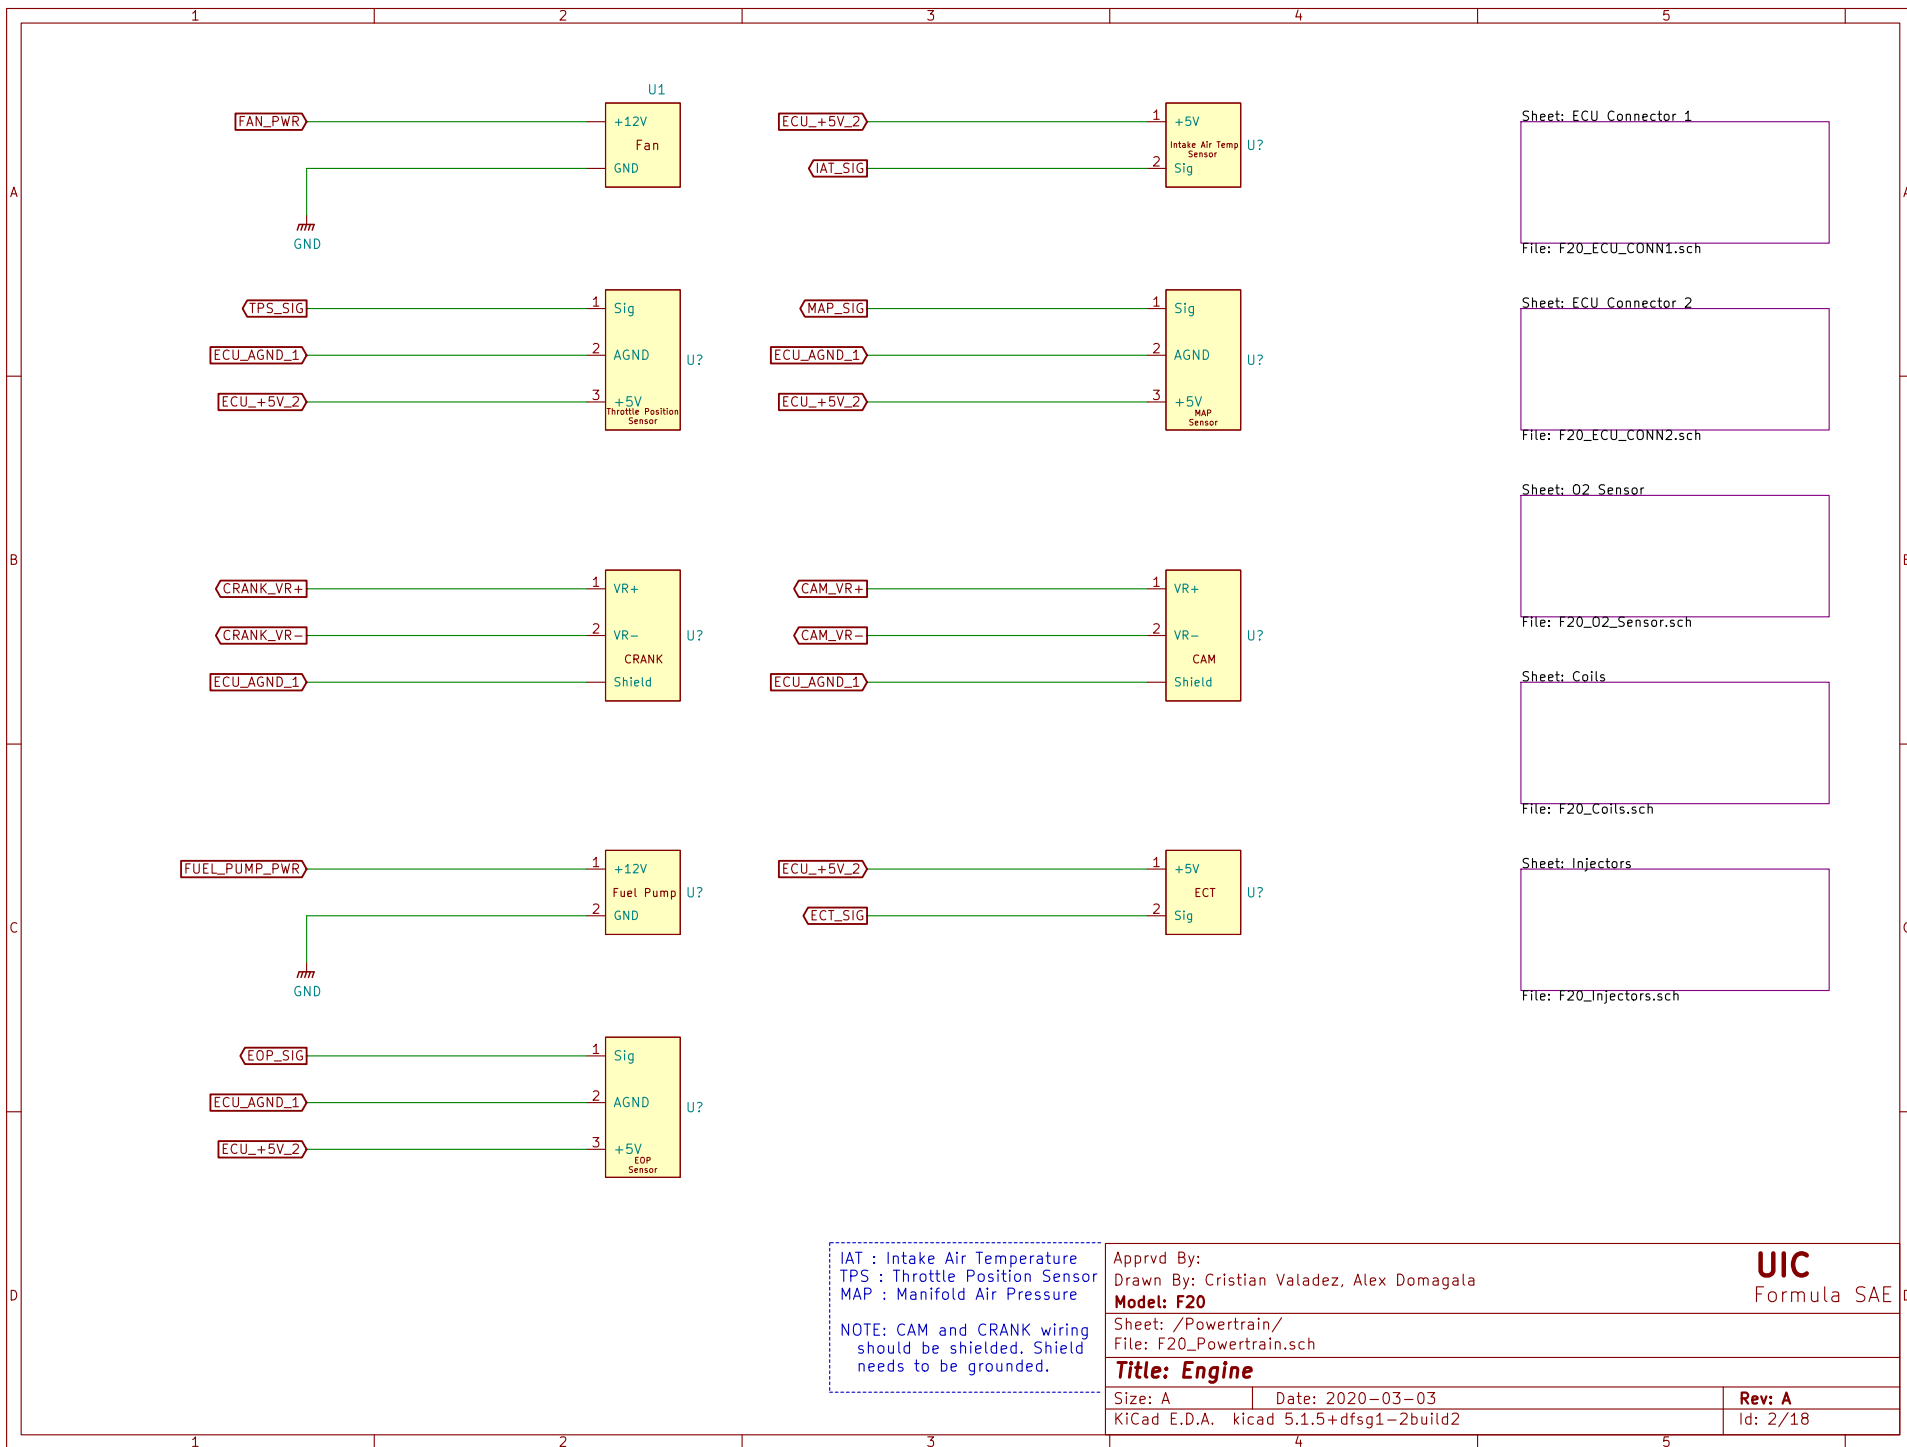 1 2 3 4 5
A
B
C
D
U1
FAN_PWR
+12V
Fan
GND
GND
ECU_+5V_2
1
+5V
Intake Air Temp
Sensor
U?
IAT_SIG
2
Sig
TPS_SIG
1
Sig
ECU_AGND_1
2
AGND
U?
ECU_+5V_2
3
+5V
Throttle Position
Sensor
MAP_SIG
1
Sig
ECU_AGND_1
2
AGND
U?
ECU_+5V_2
3
+5V
MAP
Sensor
CRANK_VR+
1
VR+
CRANK_VR-
2
VR-
U?
CRANK
ECU_AGND_1
Shield
CAM_VR+
1
VR+
CAM_VR-
2
VR-
U?
CAM
ECU_AGND_1
Shield
FUEL_PUMP_PWR
1
+12V
Fuel Pump
U?
2
GND
GND
ECU_+5V_2
1
+5V
ECT
U?
ECT_SIG
2
Sig
EOP_SIG
1
Sig
ECU_AGND_1
2
AGND
U?
ECU_+5V_2
3
+5V
EOP
Sensor
Sheet: ECU Connector 1
File: F20_ECU_CONN1.sch
Sheet: ECU Connector 2
File: F20_ECU_CONN2.sch
Sheet: O2 Sensor
File: F20_O2_Sensor.sch
Sheet: Coils
File: F20_Coils.sch
Sheet: Injectors
File: F20_Injectors.sch
IAT : Intake Air Temperature
TPS : Throttle Position Sensor
MAP : Manifold Air Pressure
NOTE: CAM and CRANK wiring
should be shielded. Shield
needs to be grounded.
Apprvd By:
Drawn By: Cristian Valadez, Alex Domagala
Model: F20
UIC
Formula SAE
Sheet: /Powertrain/
File: F20_Powertrain.sch
Title: Engine
Size: A
Date: 2020-03-03
Rev: A
KiCad E.D.A. kicad 5.1.5+dfsg1-2build2
Id: 2/18
1 2 3 4 5